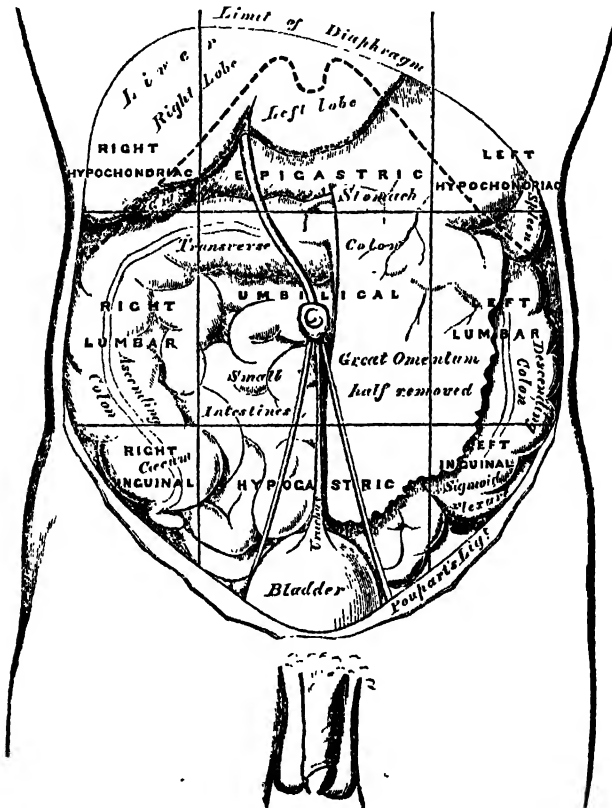 Limit of Diaphragm
Liver
Right Lobe
Left lobe
RIGHT
HYPOCHONDRIAC
EPIGASTRIC
LEFT
HYPOCHONDRIAC
Stomach
Spleen
Transverse Colon
UMBILICAL
RIGHT
LUMBAR
LEFT
LUMBAR
Ascending
Colon
Descending
Colon
Small
Intestines
Great Omentum
half removed
RIGHT
Cæcum
INGUINAL
HYPOGASTRIC
LEFT
INGUINAL
Sigmoid
flexure
Urachus
Bladder
Poupart's Ligt